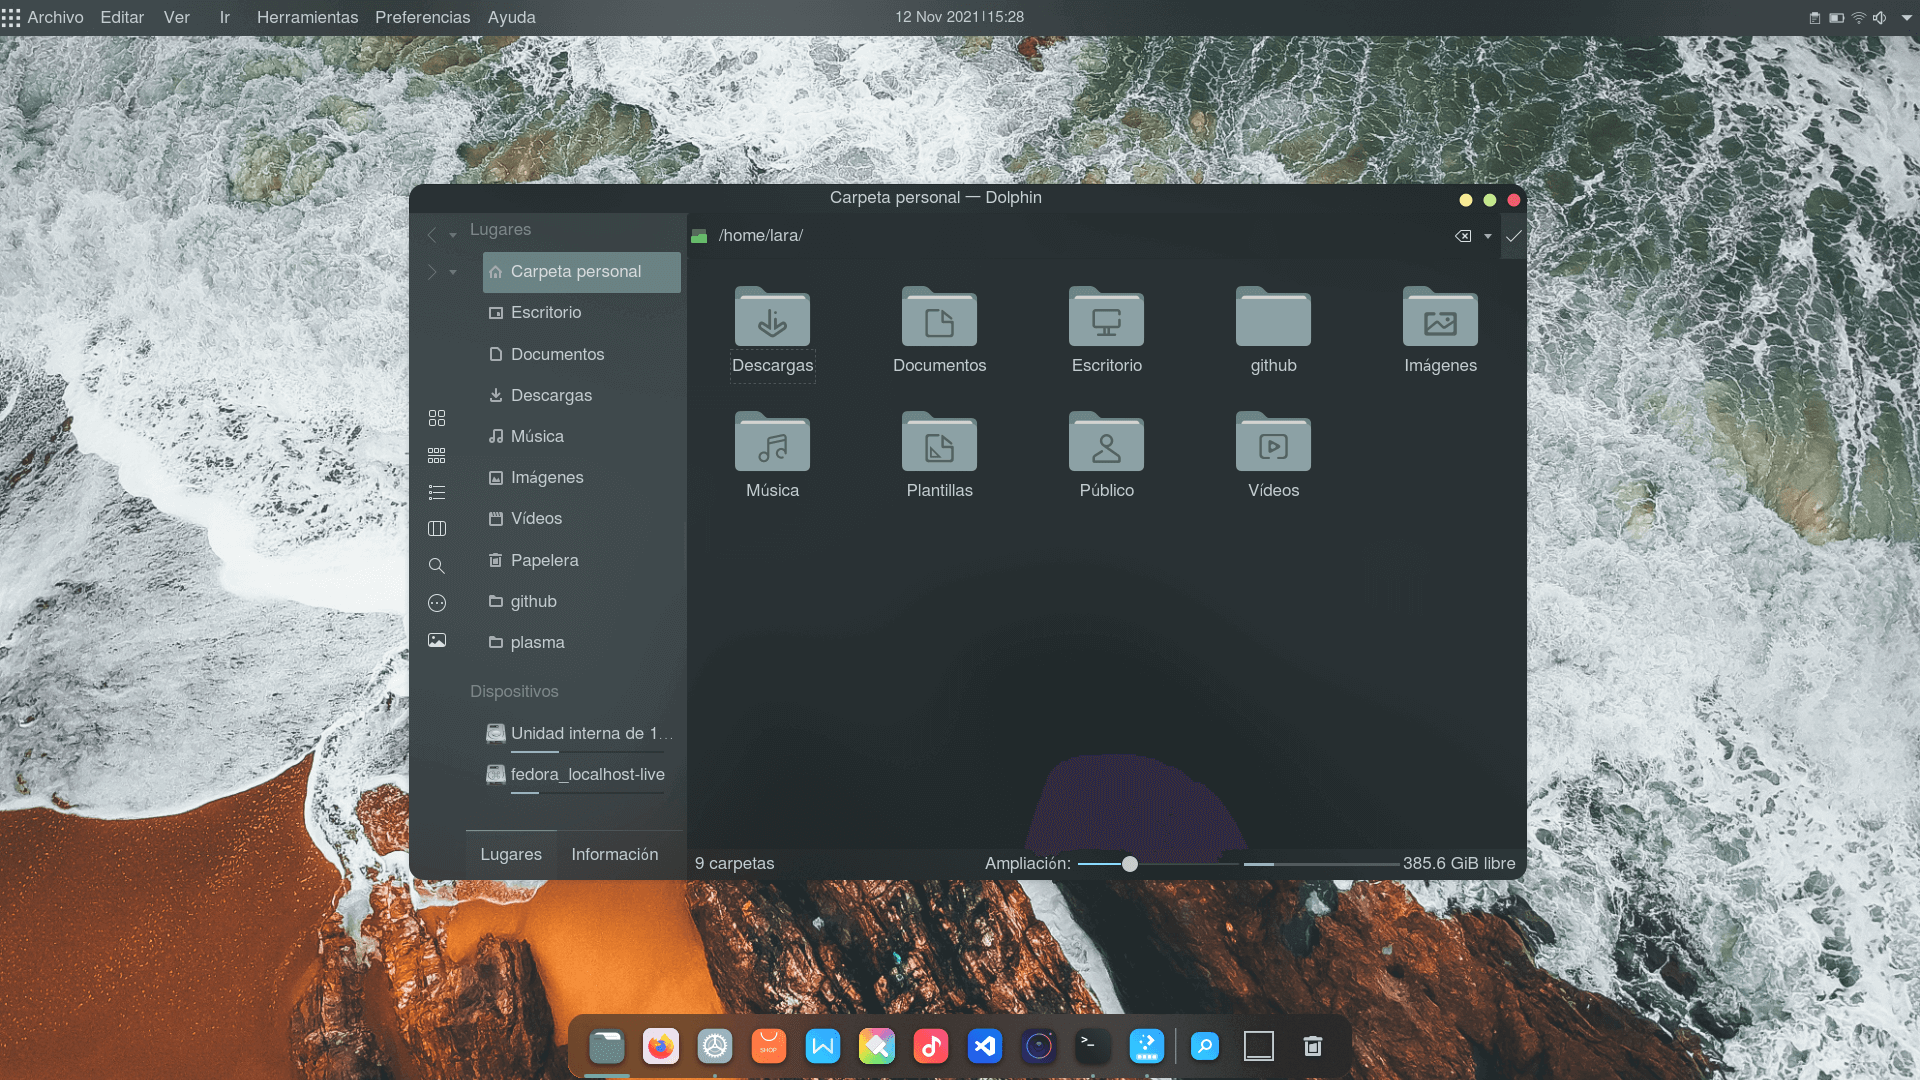 Archivo Editar Ver Ir Herramientas Preferencias Ayuda
12 Nov 2021|15:28
Carpeta personal — Dolphin
Lugares
Carpeta personal
Escritorio
Documentos
Descargas
Música
Imágenes
Vídeos
Papelera
github
plasma
Dispositivos
Unidad interna de 1...
fedora_localhost-live
Lugares Información
/home/lara/
Descargas Documentos Escritorio github Imágenes
Música Plantillas Público Vídeos
9 carpetas Ampliación: 385.6 GiB libre
SHOP
>_